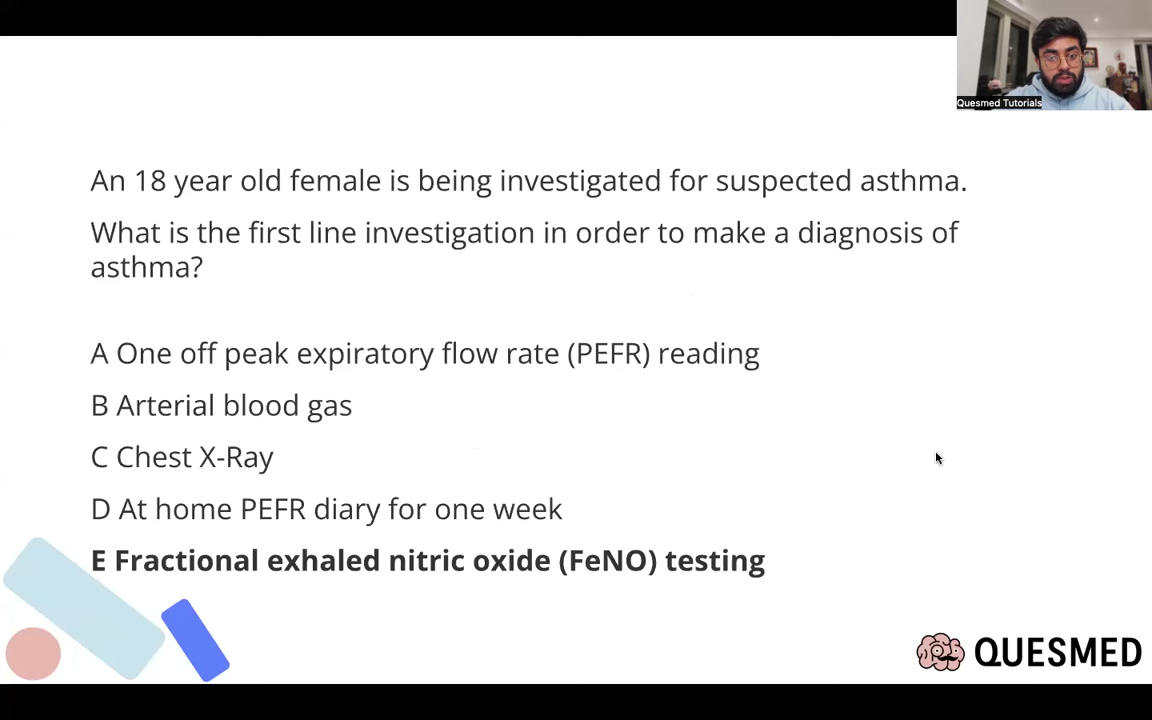 Quesmed Tutorials
An 18 year old female is being investigated for suspected asthma.
What is the first line investigation in order to make a diagnosis of
asthma?
A One off peak expiratory flow rate (PEFR) reading
B Arterial blood gas
C Chest X-Ray
D At home PEFR diary for one week
E Fractional exhaled nitric oxide (FeNO) testing
QUESMED